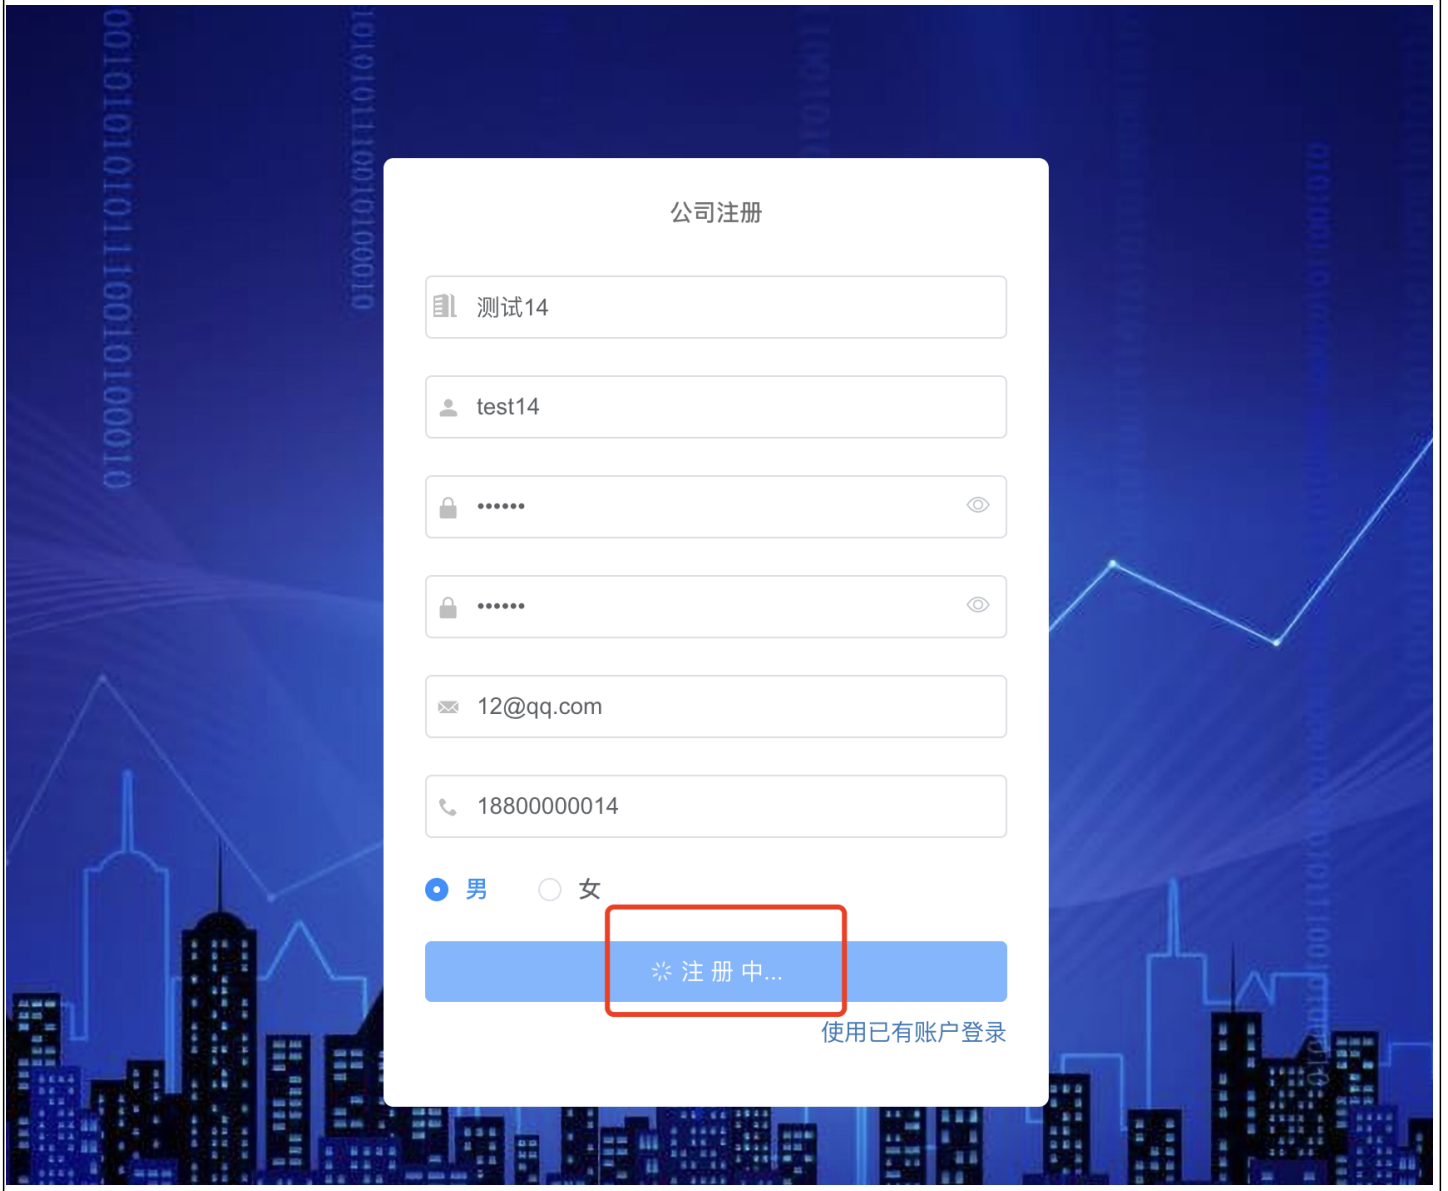 公司注册
测试14
test14
••••••
••••••
12@qq.com
18800000014
男 女
注 册 中...
使用已有账户登录